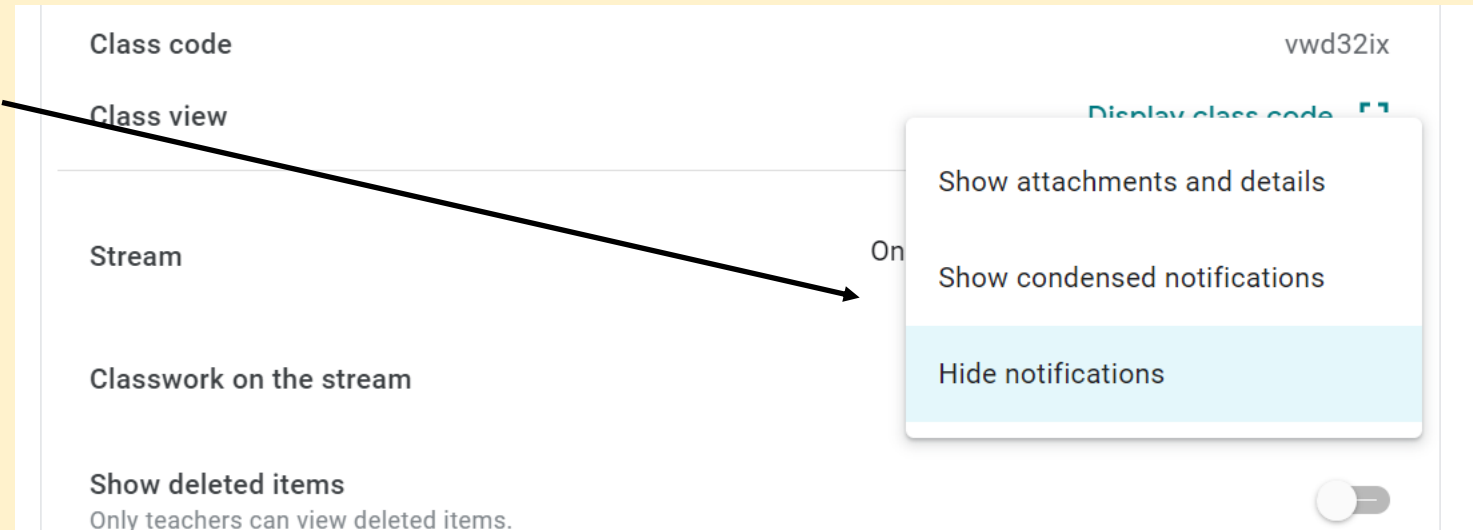 Class code vwd32ix
Class view Display class code
Show attachments and details
Stream On
Show condensed notifications
Classwork on the stream Hide notifications
Show deleted items
Only teachers can view deleted items.